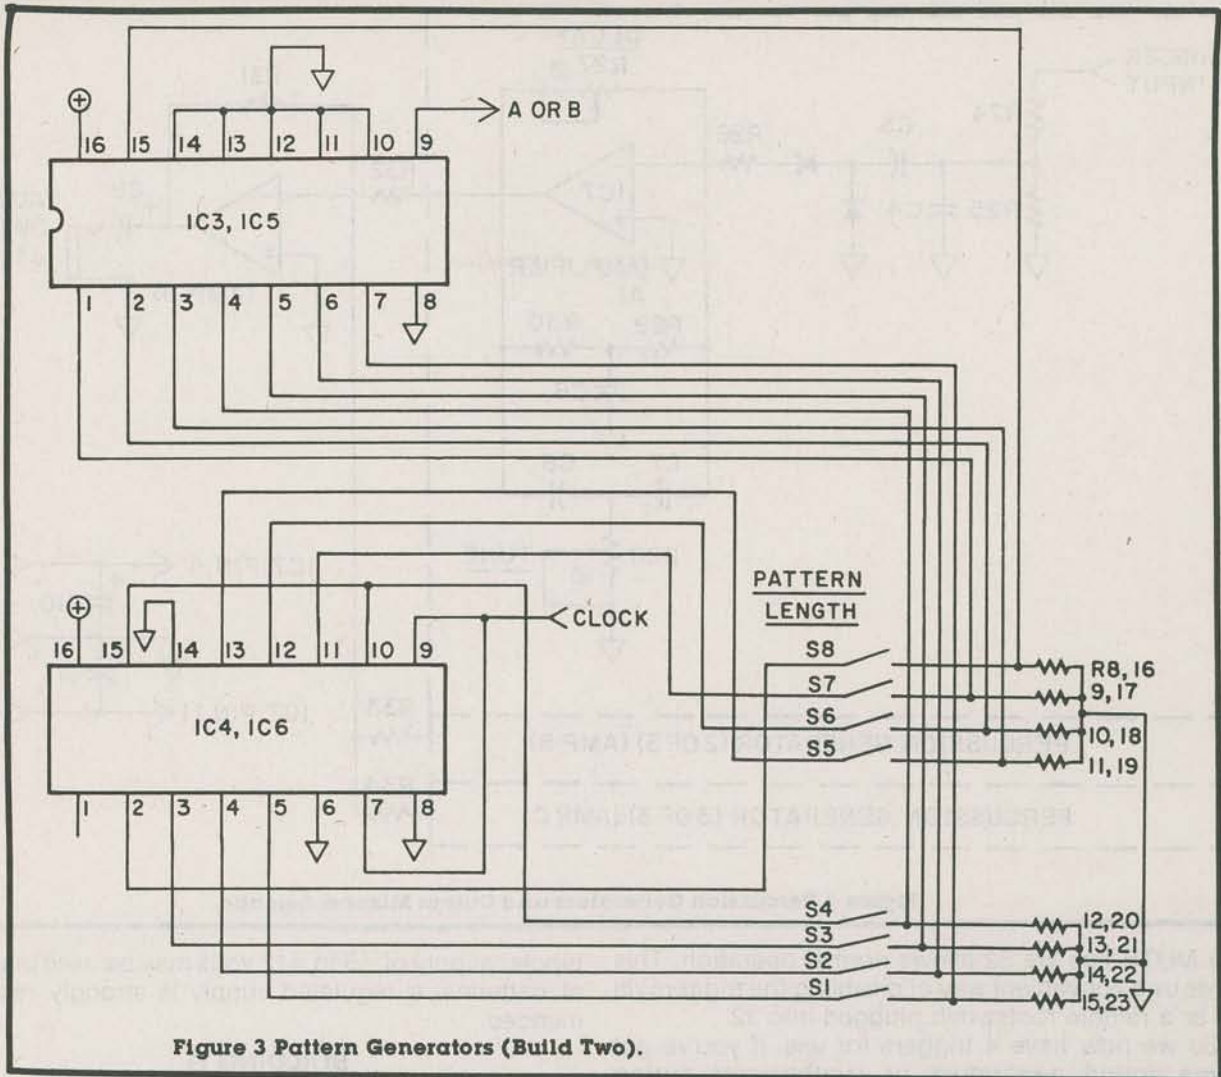 16 15 14 13 12 11 10 9
A OR B
IC3, IC5
1 2 3 4 5 6 7 8
PATTERN
LENGTH
CLOCK
16 15 14 13 12 11 10 9
IC4, IC6
1 2 3 4 5 6 7 8
S8
R8, 16
S7
9, 17
S6
10, 18
S5
11, 19
S4
12, 20
S3
13, 21
S2
14, 22
S1
15, 23
Figure 3 Pattern Generators (Build Two).